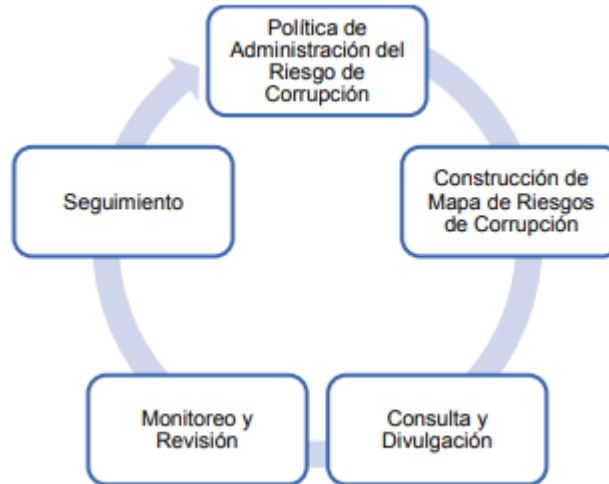 Política de
Administración del
Riesgo de
Corrupción
Construcción de
Mapa de Riesgos
de Corrupción
Consulta y
Divulgación
Monitoreo y
Revisión
Seguimiento